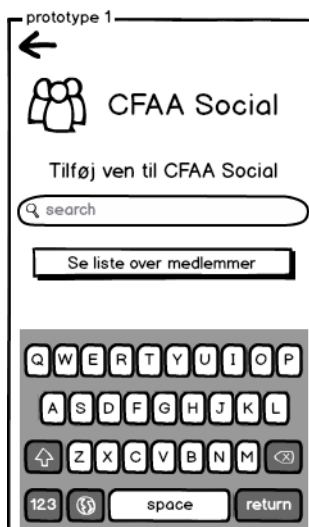 prototype 1
CFAA Social
Tilføj ven til CFAA Social
search
Se liste over medlemmer
Q W E R T Y U I O P
A S D F G H J K L
Z X C V B N M
123 space return